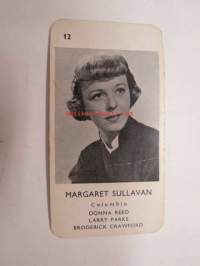 12
MARGARET SULLAVAN
Columbia
DONNA REED
LARRY PARKS
BRODERICK CRAWFORD